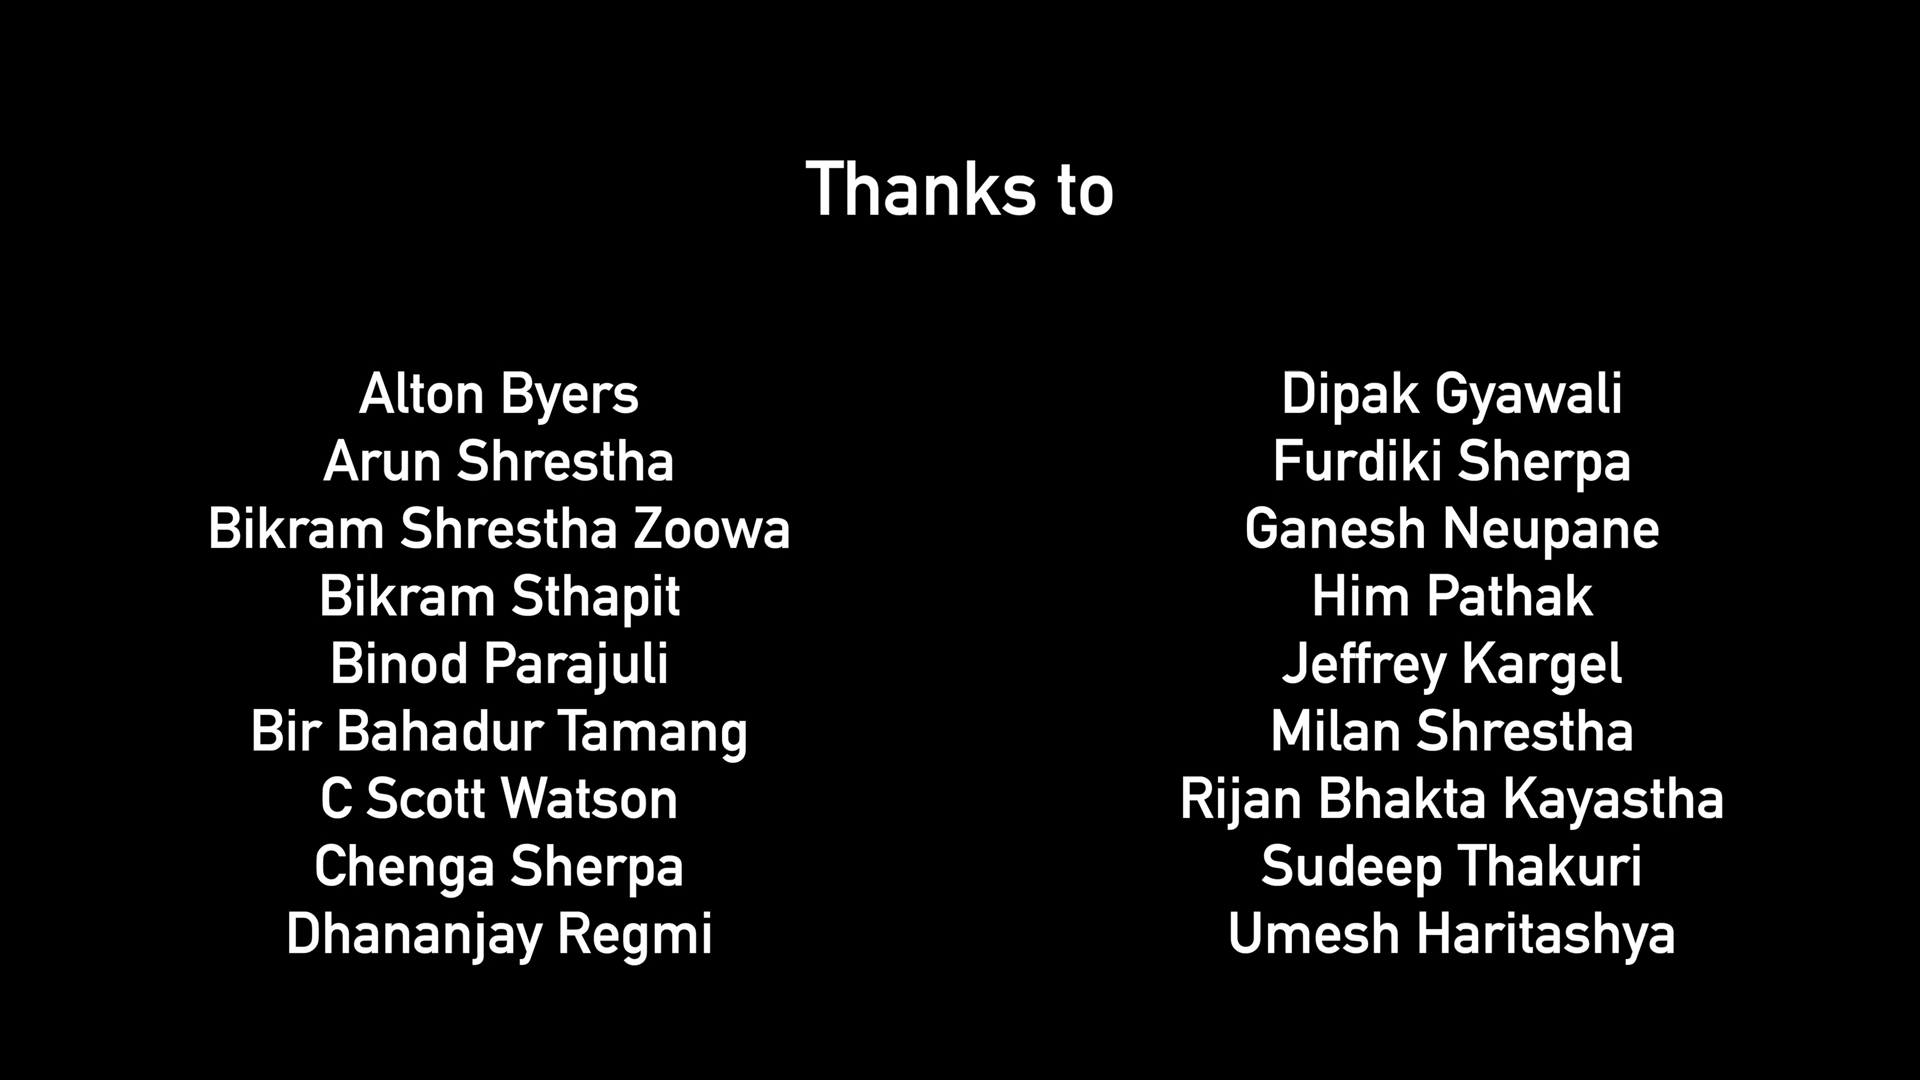 Thanks to
Alton Byers
Arun Shrestha
Bikram Shrestha Zoowa
Bikram Sthapit
Binod Parajuli
Bir Bahadur Tamang
C Scott Watson
Chenga Sherpa
Dhananjay Regmi
Dipak Gyawali
Furdiki Sherpa
Ganesh Neupane
Him Pathak
Jeffrey Kargel
Milan Shrestha
Rijan Bhakta Kayastha
Sudeep Thakuri
Umesh Haritashya